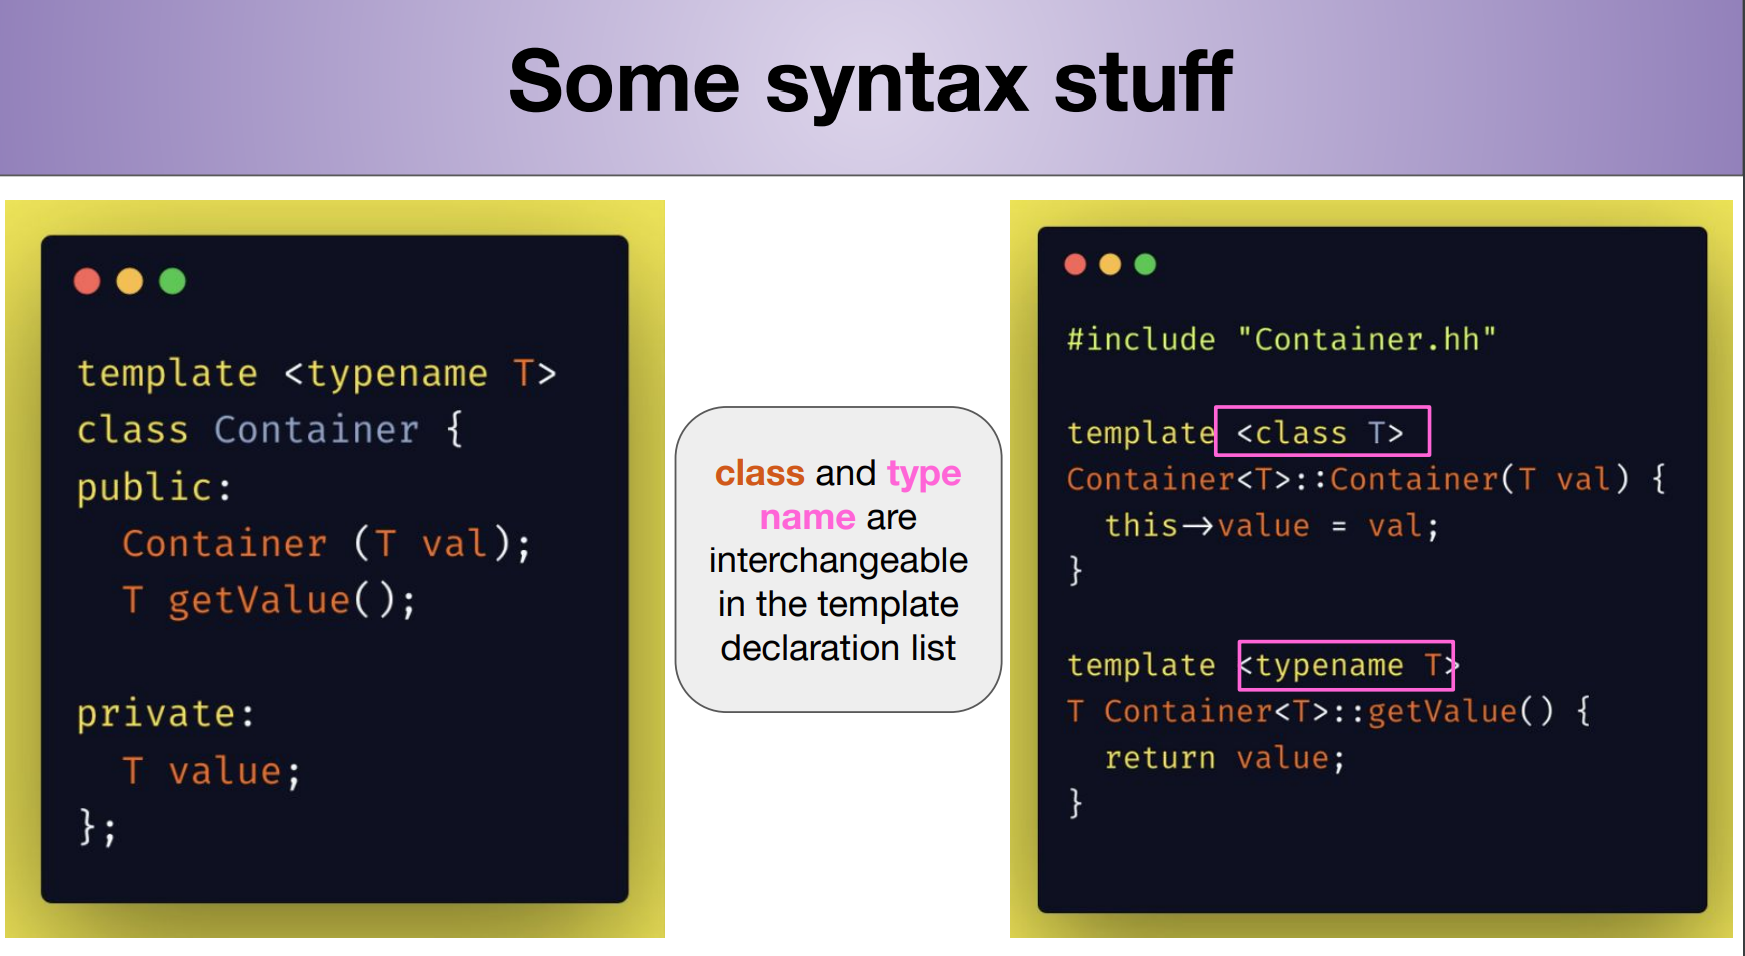 Some syntax stuff
template <typename T>
class Container {
public:
  Container (T val);
  T getValue();

private:
  T value;
};
class and type
name are
interchangeable
in the template
declaration list
#include "Container.hh"

template <class T>
Container<T>::Container(T val) {
  this→value = val;
}

template <typename T>
T Container<T>::getValue() {
  return value;
}